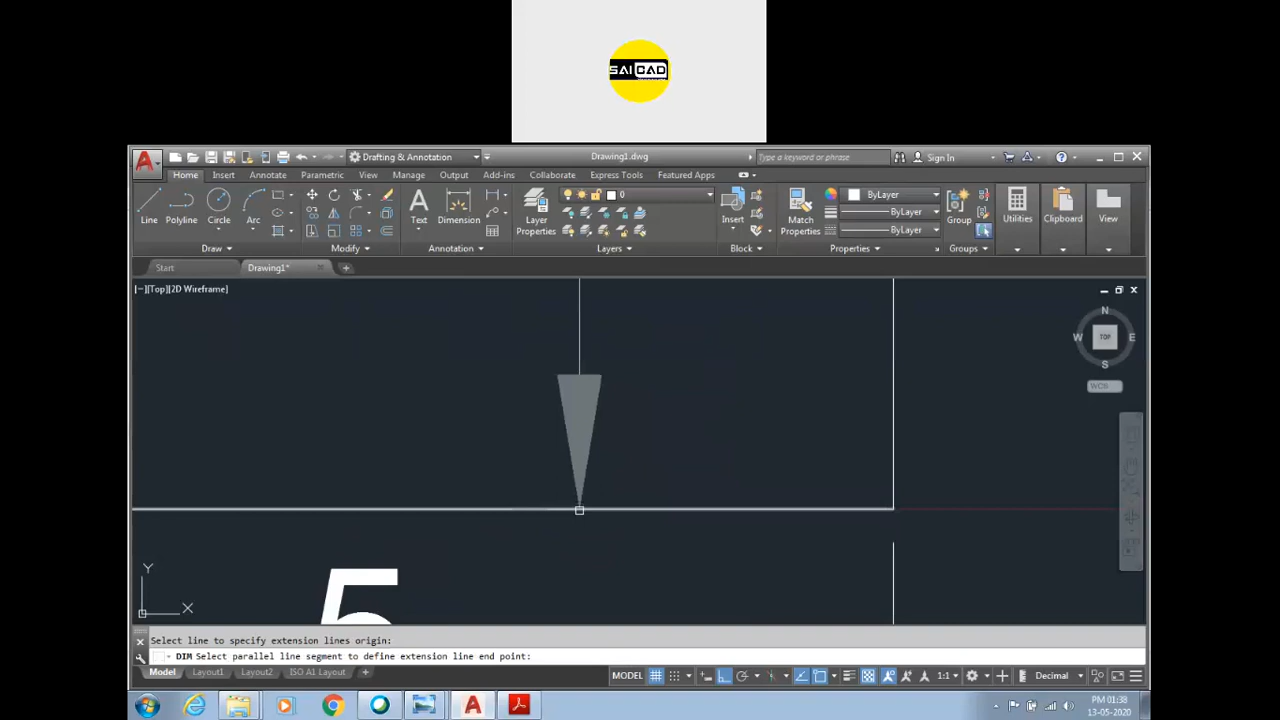 SAICAD
Drawing1.dwg
Drafting & Annotation
Type a keyword or phrase
Sign In
Home Insert Annotate Parametric View Manage Output Add-ins Collaborate Express Tools Featured Apps
0
ByLayer
ByLayer
ByLayer
Line Polyline Circle Arc Text Dimension Layer Properties Insert Match Properties Group Utilities Clipboard View
Draw Modify Annotation Layers Block Properties Groups
Start Drawing1*
[−][Top][2D Wireframe]
N
W TOP E
S
WCS
5
Y
X
Select line to specify extension lines origin:
DIM Select parallel line segment to define extension line end point:
Model Layout1 Layout2 ISO A1 Layout
MODEL 1:1 Decimal
PM 01:38
13-05-2020